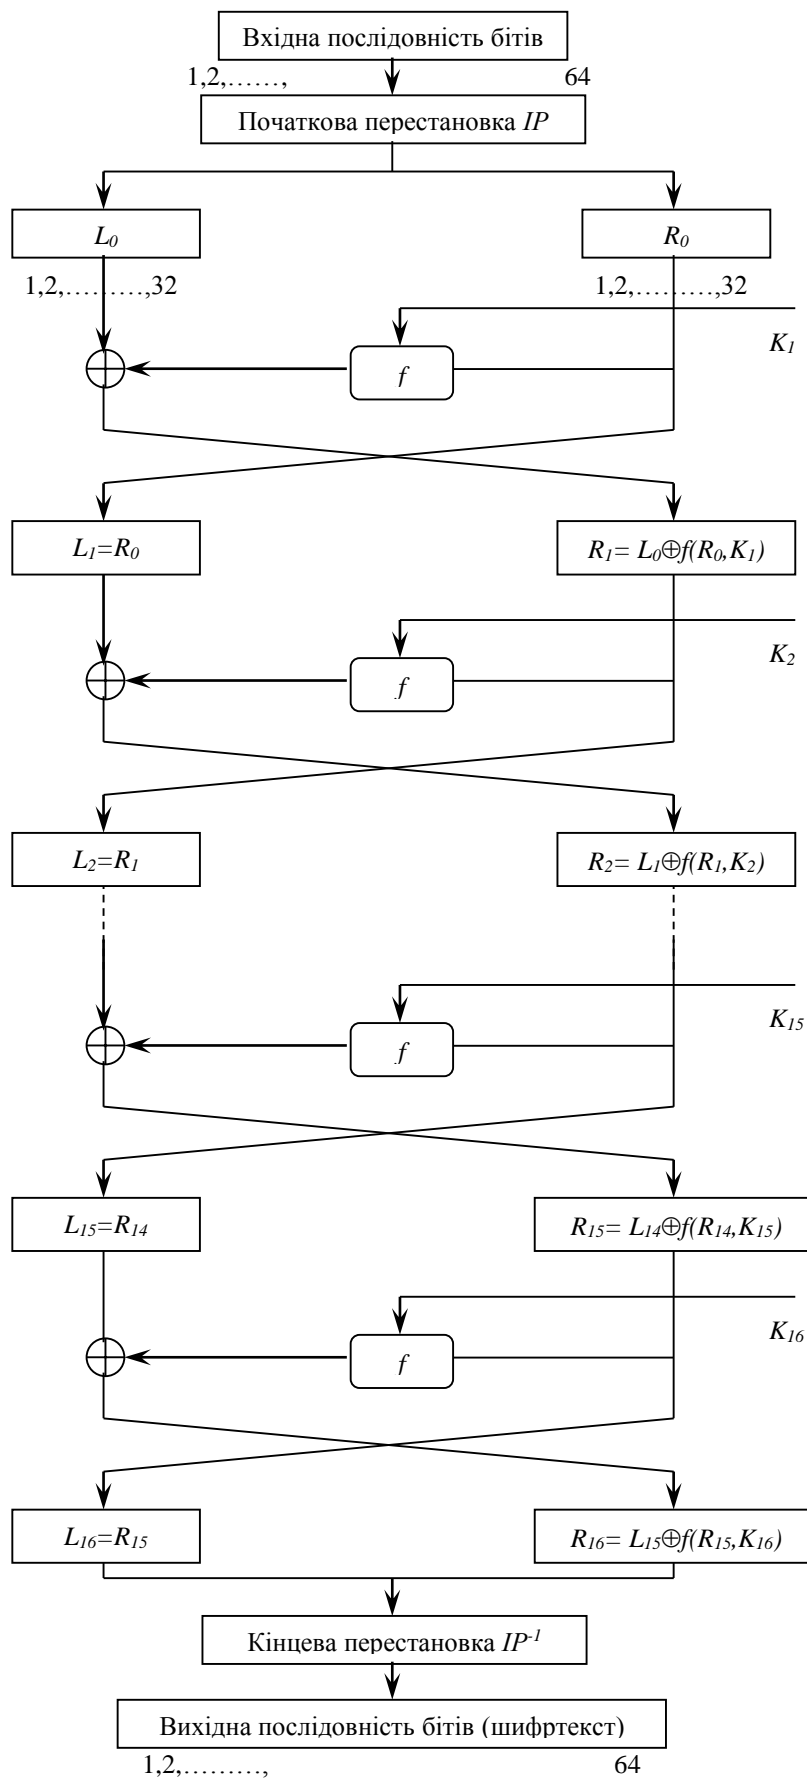 Вхідна послідовність бітів
1,2,……, 64
Початкова перестановка IP
L0 R0
1,2,………,32 1,2,………,32
K1
f
L1=R0 R1= L0⊕f(R0,K1)
K2
f
L2=R1 R2= L1⊕f(R1,K2)
K15
f
L15=R14 R15= L14⊕f(R14,K15)
K16
f
L16=R15 R16= L15⊕f(R15,K16)
Кінцева перестановка IP-1
Вихідна послідовність бітів (шифртекст)
1,2,………, 64